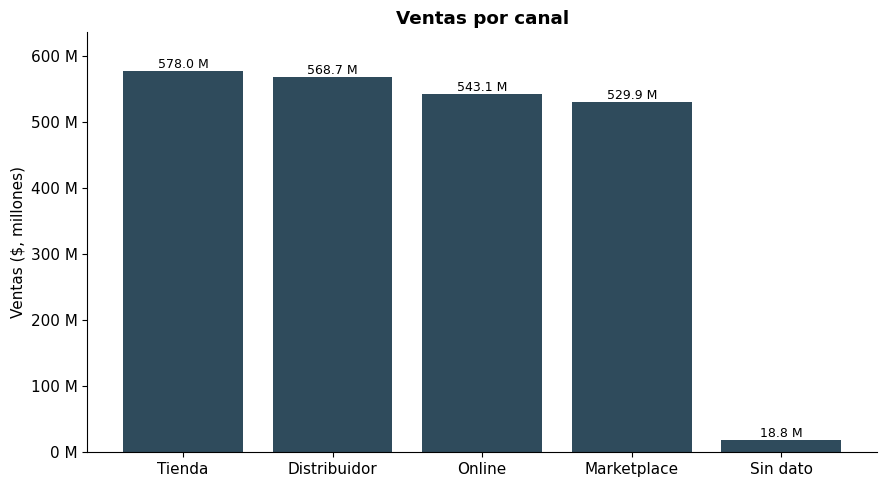 Ventas por canal
Ventas ($, millones)
600 M
500 M
400 M
300 M
200 M
100 M
0 M
578.0 M
568.7 M
543.1 M
529.9 M
18.8 M
Tienda
Distribuidor
Online
Marketplace
Sin dato